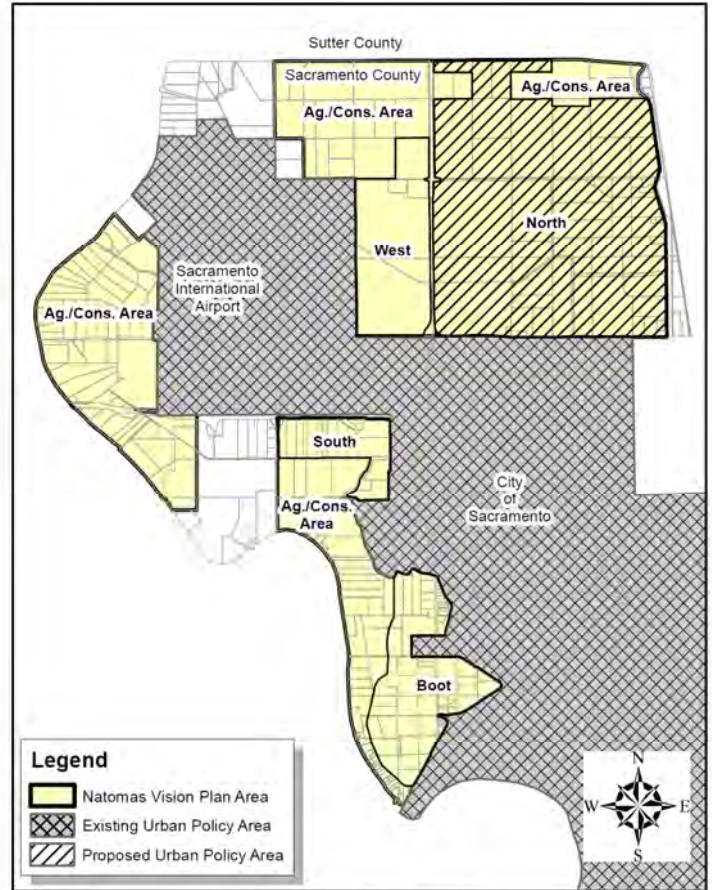 Sutter County
Sacramento County
Ag./Cons. Area
Ag./Cons. Area
North
West
Sacramento
International
Airport
Ag./Cons. Area
South
City
of
Sacramento
Ag./Cons.
Area
Boot
Legend
Natomas Vision Plan Area
Existing Urban Policy Area
Proposed Urban Policy Area
N
W
E
S